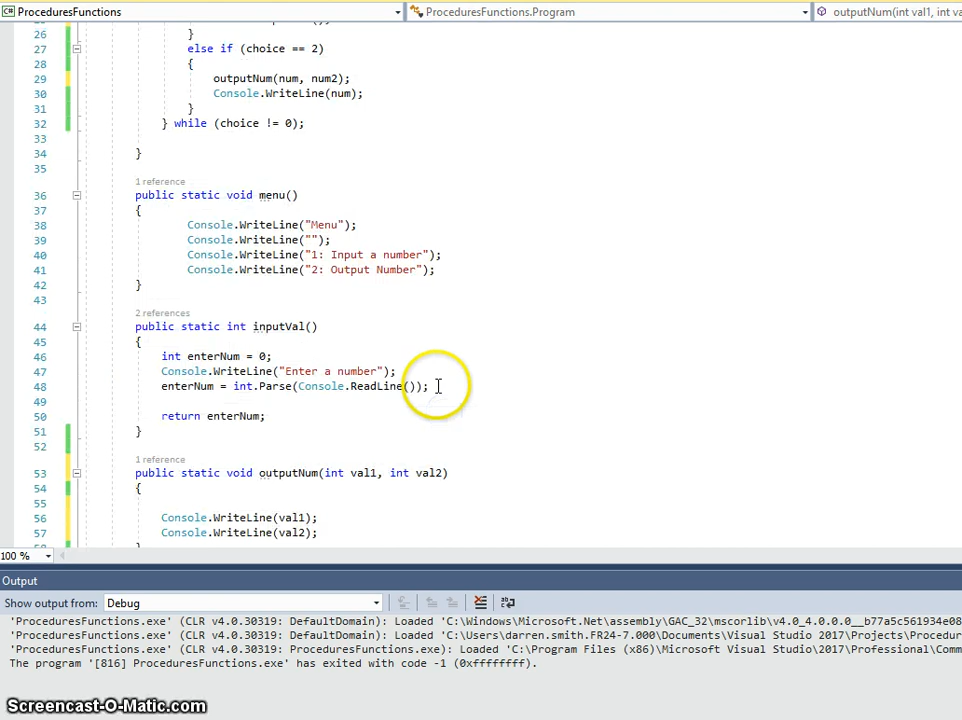 ProceduresFunctions
ProceduresFunctions.Program
outputNum(int val1, int va
26 }
27 else if (choice == 2)
28 {
29 outputNum(num, num2);
30 Console.WriteLine(num);
31 }
32 } while (choice != 0);
33
34 }
35
1 reference
36 public static void menu()
37 {
38 Console.WriteLine("Menu");
39 Console.WriteLine("");
40 Console.WriteLine("1: Input a number");
41 Console.WriteLine("2: Output Number");
42 }
43
2 references
44 public static int inputVal()
45 {
46 int enterNum = 0;
47 Console.WriteLine("Enter a number");
48 enterNum = int.Parse(Console.ReadLine());
49
50 return enterNum;
51 }
52
1 reference
53 public static void outputNum(int val1, int val2)
54 {
55
56 Console.WriteLine(val1);
57 Console.WriteLine(val2);
100 %
Output
Show output from: Debug
'ProceduresFunctions.exe' (CLR v4.0.30319: DefaultDomain): Loaded 'C:\Windows\Microsoft.Net\assembly\GAC_32\mscorlib\v4.0_4.0.0.0__b77a5c561934e08
'ProceduresFunctions.exe' (CLR v4.0.30319: DefaultDomain): Loaded 'C:\Users\darren.smith.FR24-7.000\Documents\Visual Studio 2017\Projects\Procedur
'ProceduresFunctions.exe' (CLR v4.0.30319: ProceduresFunctions.exe): Loaded 'C:\Program Files (x86)\Microsoft Visual Studio\2017\Professional\Comm
The program '[816] ProceduresFunctions.exe' has exited with code -1 (0xffffffff).
Screencast-O-Matic.com